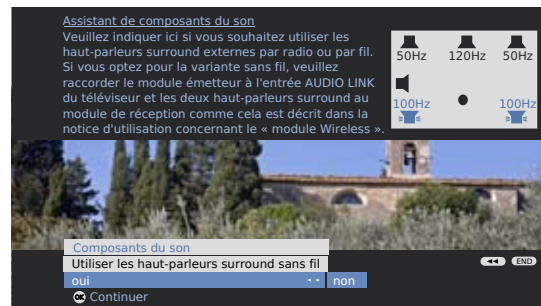 Assistant de composants du son
Veuillez indiquer ici si vous souhaitez utiliser les
haut-parleurs surround externes par radio ou par fil.
Si vous optez pour la variante sans fil, veuillez
raccorder le module émetteur à l'entrée AUDIO LINK
du téléviseur et les deux haut-parleurs surround au
module de réception comme cela est décrit dans la
notice d'utilisation concernant le « module Wireless ».
50Hz 120Hz 50Hz
100Hz 100Hz
Composants du son
Utiliser les haut-parleurs surround sans fil
oui non
OK Continuer
END